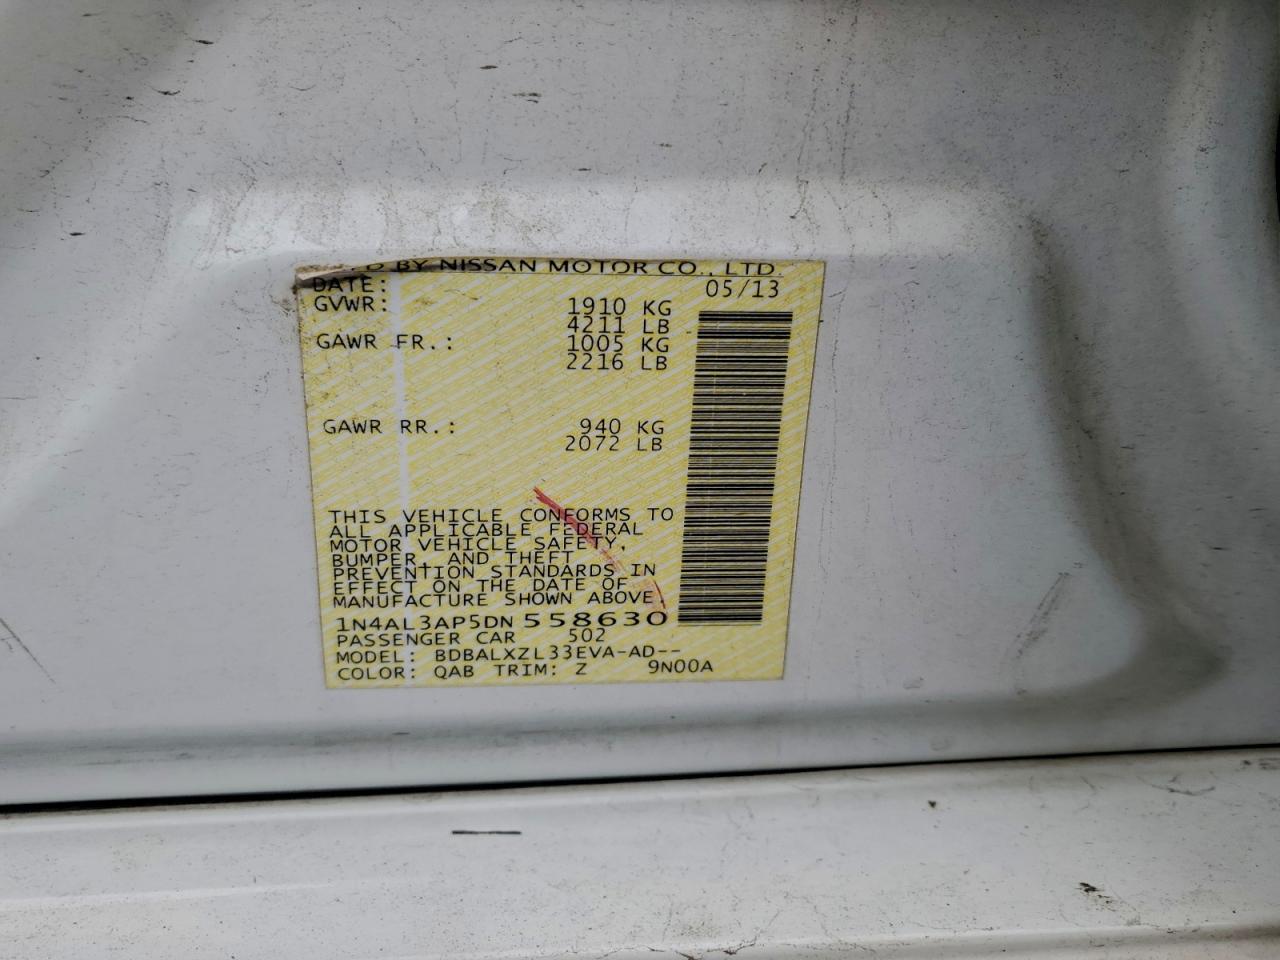 BY NISSAN MOTOR CO., LTD.
DATE: 05/13
GVWR: 1910 KG
4211 LB
GAWR FR.: 1005 KG
2216 LB
GAWR RR.: 940 KG
2072 LB
THIS VEHICLE CONFORMS TO
ALL APPLICABLE FEDERAL
MOTOR VEHICLE SAFETY,
BUMPER, AND THEFT
PREVENTION STANDARDS IN
EFFECT ON THE DATE OF
MANUFACTURE SHOWN ABOVE.
1N4AL3AP5DN558630
PASSENGER CAR 502
MODEL: BDBALXZL33EVA-AD--
COLOR: QAB TRIM: Z 9N00A